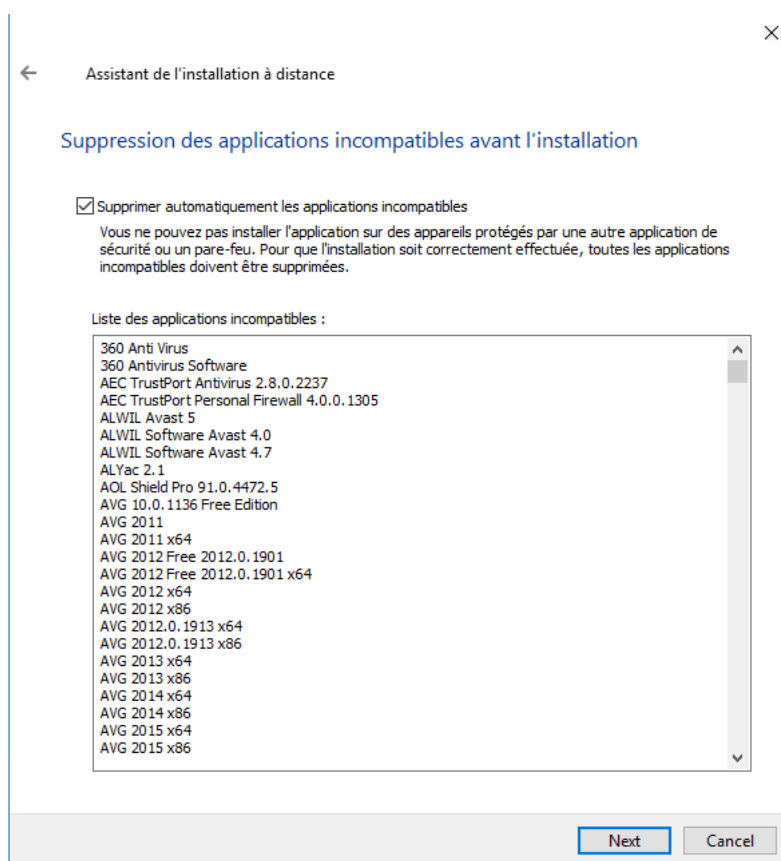 Assistant de l'installation à distance
Suppression des applications incompatibles avant l'installation
Supprimer automatiquement les applications incompatibles
Vous ne pouvez pas installer l'application sur des appareils protégés par une autre application de
sécurité ou un pare-feu. Pour que l'installation soit correctement effectuée, toutes les applications
incompatibles doivent être supprimées.
Liste des applications incompatibles :
360 Anti Virus
360 Antivirus Software
AEC TrustPort Antivirus 2.8.0.2237
AEC TrustPort Personal Firewall 4.0.0.1305
ALWIL Avast 5
ALWIL Software Avast 4.0
ALWIL Software Avast 4.7
ALYac 2.1
AOL Shield Pro 91.0.4472.5
AVG 10.0.1136 Free Edition
AVG 2011
AVG 2011 x64
AVG 2012 Free 2012.0.1901
AVG 2012 Free 2012.0.1901 x64
AVG 2012 x64
AVG 2012 x86
AVG 2012.0.1913 x64
AVG 2012.0.1913 x86
AVG 2013 x64
AVG 2013 x86
AVG 2014 x64
AVG 2014 x86
AVG 2015 x64
AVG 2015 x86
Next Cancel